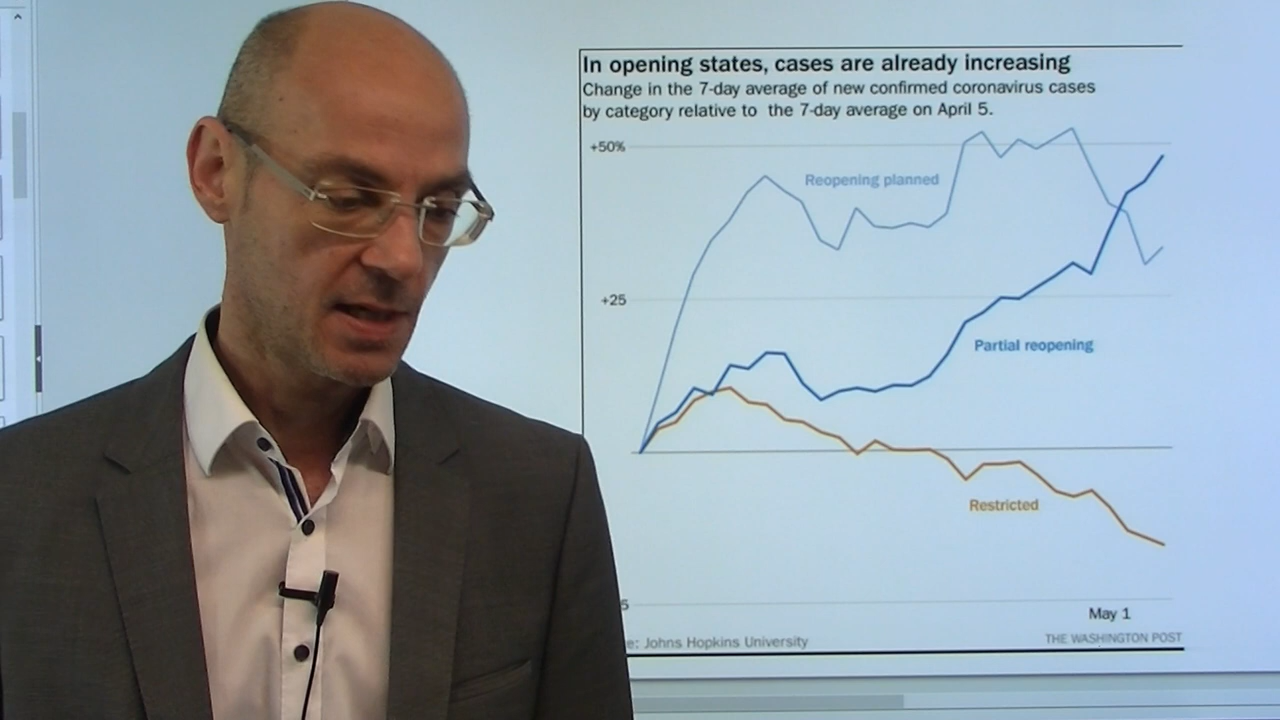 In opening states, cases are already increasing
Change in the 7-day average of new confirmed coronavirus cases
by category relative to the 7-day average on April 5.
+50%
Reopening planned
+25
Partial reopening
Restricted
5
May 1
e: Johns Hopkins University
THE WASHINGTON POST